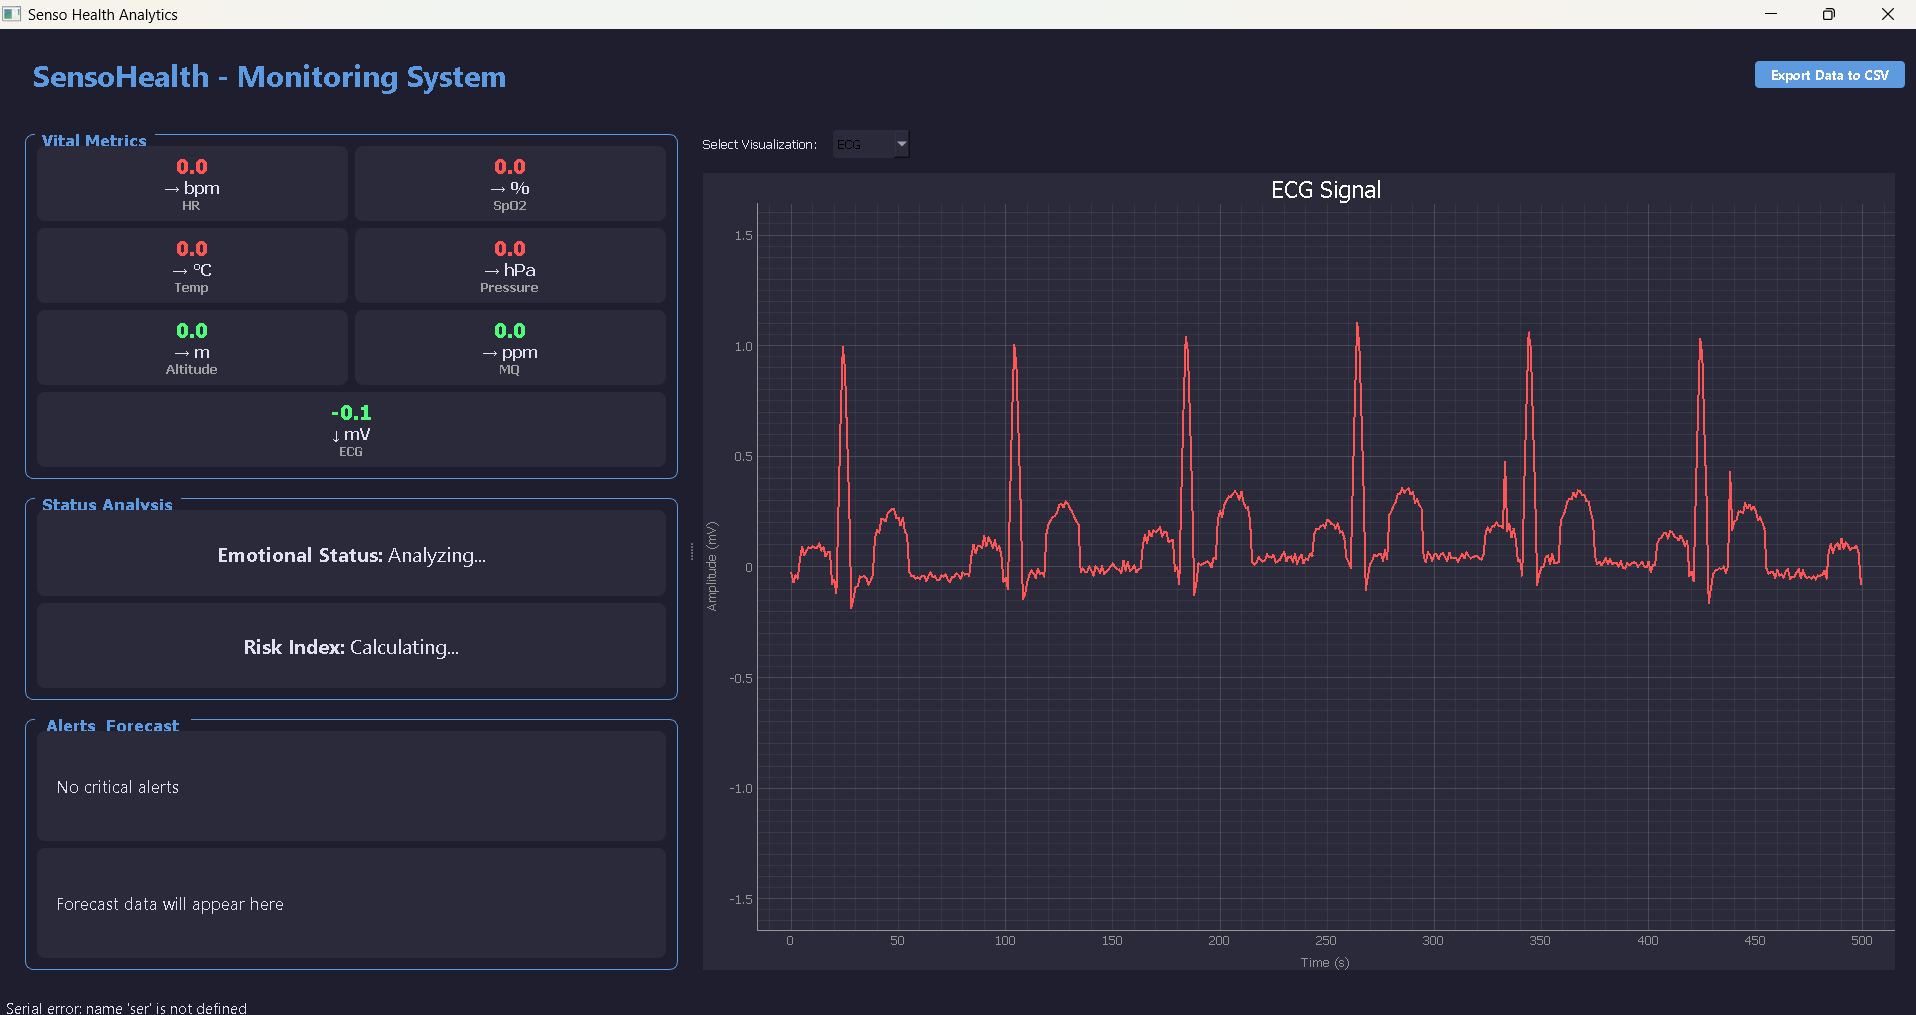 Senso Health Analytics
SensoHealth - Monitoring System
Export Data to CSV
Vital Metrics
0.0
→ bpm
HR
0.0
→ %
SpO2
0.0
→ °C
Temp
0.0
→ hPa
Pressure
0.0
→ m
Altitude
0.0
→ ppm
MQ
-0.1
↓ mV
ECG
Status Analysis
Emotional Status: Analyzing...
Risk Index: Calculating...
Alerts  Forecast
No critical alerts
Forecast data will appear here
Select Visualization:
ECG
ECG Signal
1.5
1.0
0.5
0
-0.5
-1.0
-1.5
Amplitude (mV)
0 50 100 150 200 250 300 350 400 450 500
Time (s)
Serial error: name 'ser' is not defined